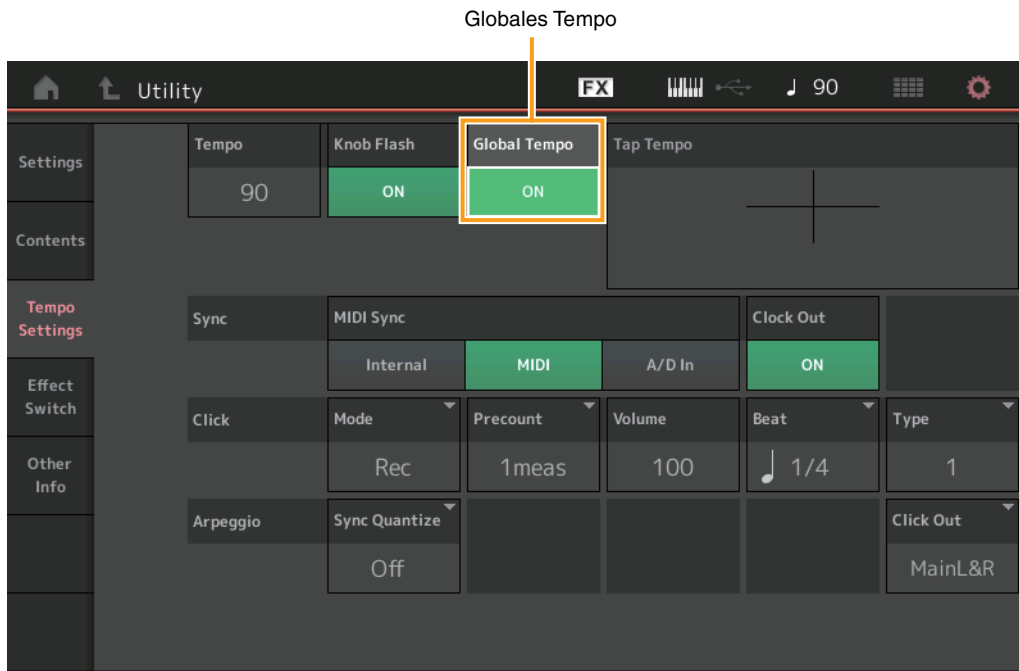 Globales Tempo
Utility FX 90
Settings
Contents
Tempo
Settings
Effect
Switch
Other
Info
Tempo Knob Flash Global Tempo Tap Tempo
90 ON ON
Sync MIDI Sync Clock Out
Internal MIDI A/D In ON
Click Mode Precount Volume Beat Type
Rec 1meas 100 1/4 1
Arpeggio Sync Quantize Click Out
Off MainL&R